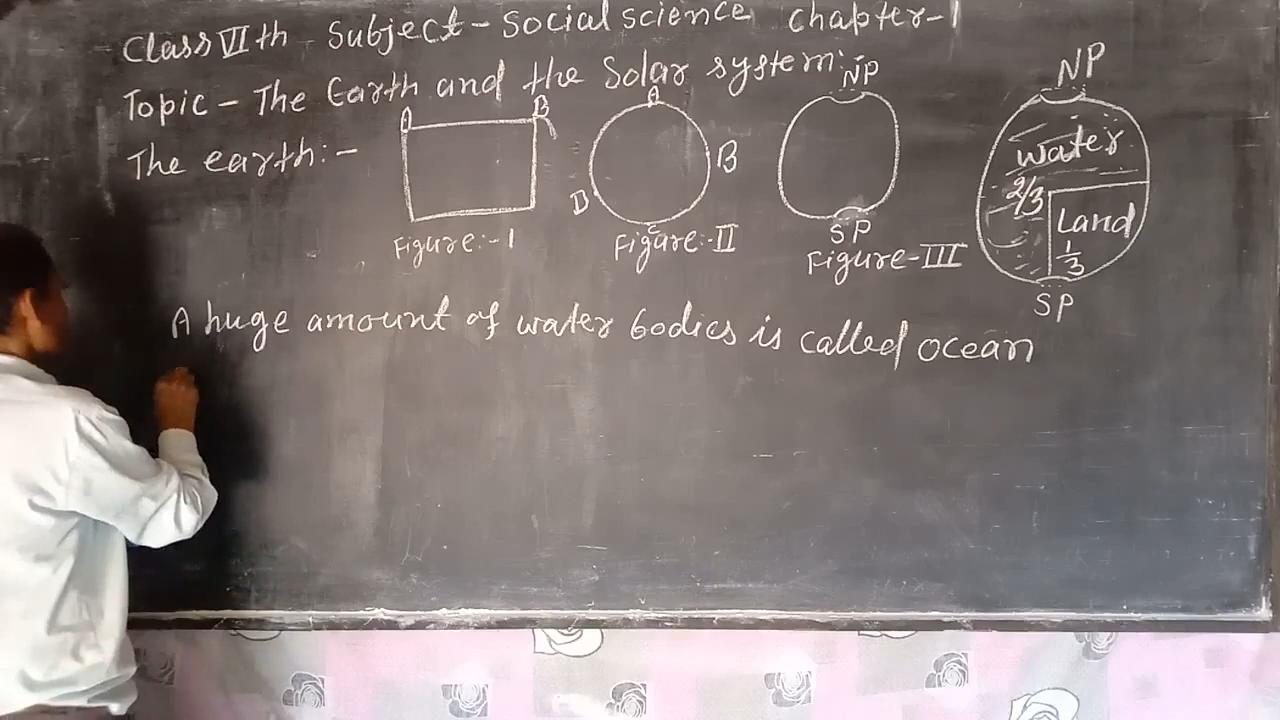 Class VI th Subject - Social science Chapter - 1
Topic - The Earth and the Solar system:-
The earth:-
A B
Figure:- 1
A
B
D
C
Figure:-II
NP
SP
Figure-III
NP
water
2/3
Land
1/3
SP
A huge amount of water bodies is called ocean